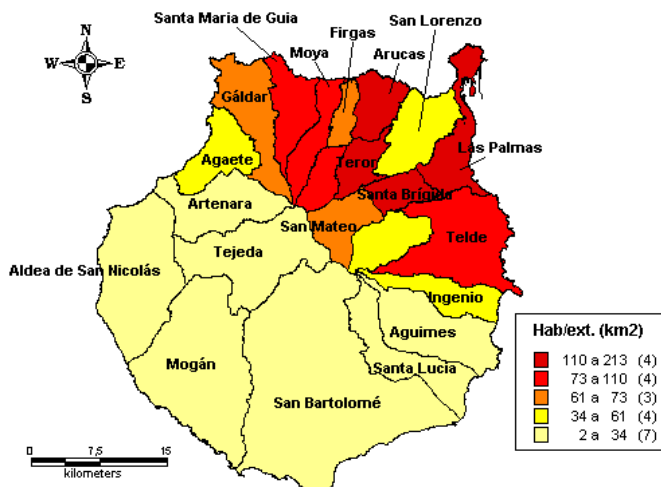 Santa Maria de Guia
Moya
Firgas
Arucas
San Lorenzo
N
W E
S
Gáldar
Agaete
Teror
Las Palmas
Santa Brígida
Artenara
San Mateo
Telde
Tejeda
Aldea de San Nicolás
Ingenio
Aguimes
Mogán
Santa Lucia
San Bartolomé
Hab/ext. (km2)
110 a 213 (4)
73 a 110 (4)
61 a 73 (3)
34 a 61 (4)
2 a 34 (7)
0 7,5 15
kilometers